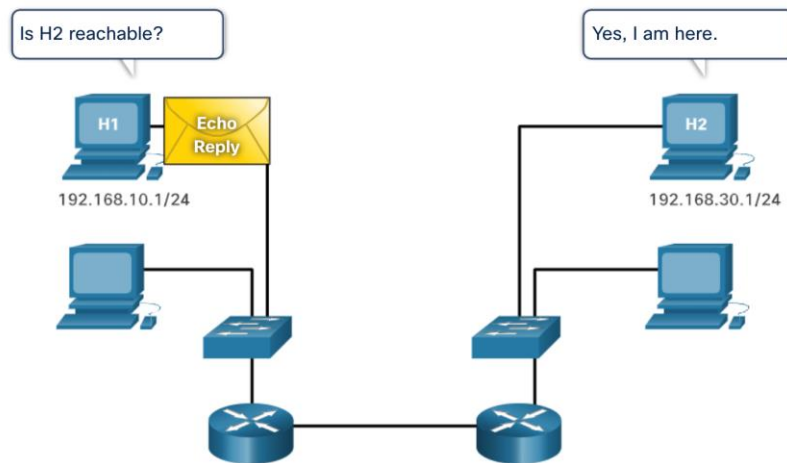 Is H2 reachable?
Yes, I am here.
H1
Echo
Reply
H2
192.168.10.1/24
192.168.30.1/24